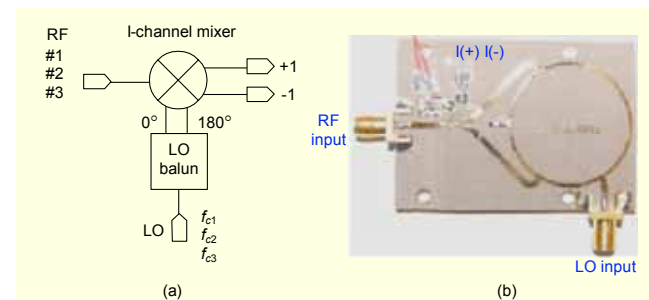 RF
#1
#2
#3
I-channel mixer
+1
-1
0° 180°
LO
balun
LO
fc1
fc2
fc3
(a)
I(+) I(-)
RF
input
LO input
(b)